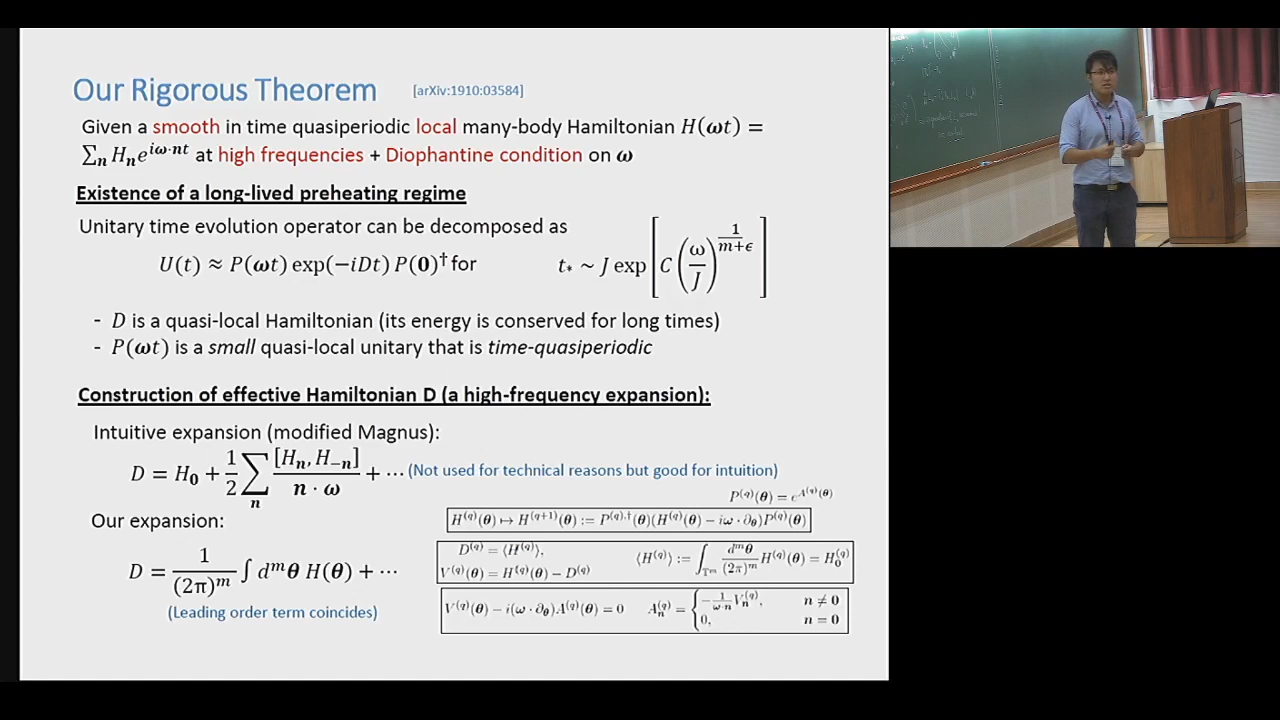 Our Rigorous Theorem [arXiv:1910:03584]
Given a smooth in time quasiperiodic local many-body Hamiltonian H(ωt) =
∑ₙ Hₙe^{iω·nt} at high frequencies + Diophantine condition on ω
Existence of a long-lived preheating regime
Unitary time evolution operator can be decomposed as
U(t) ≈ P(ωt) exp(−iDt) P(0)† for t* ~ J exp[C(ω/J)^{1/(m+ϵ)}]
- D is a quasi-local Hamiltonian (its energy is conserved for long times)
- P(ωt) is a small quasi-local unitary that is time-quasiperiodic
Construction of effective Hamiltonian D (a high-frequency expansion):
Intuitive expansion (modified Magnus):
D = H₀ + 1/2 ∑ₙ [Hₙ, H₋ₙ]/(n · ω) + ⋯ (Not used for technical reasons but good for intuition)
P^{(q)}(θ) = e^{A^{(q)}(θ)}
Our expansion:
H^{(q)}(θ) ↦ H^{(q+1)}(θ) := P^{(q),†}(θ)(H^{(q)}(θ) − iω · ∂_θ)P^{(q)}(θ)
D = 1/(2π)^m ∫ d^mθ H(θ) + ⋯
D^{(q)} = ⟨H^{(q)}⟩,
V^{(q)}(θ) = H^{(q)}(θ) − D^{(q)}
⟨H^{(q)}⟩ := ∫_{𝕋^m} d^mθ/(2π)^m H^{(q)}(θ) = H_0^{(q)}
(Leading order term coincides)
V^{(q)}(θ) − i(ω · ∂_θ)A^{(q)}(θ) = 0 A_n^{(q)} = { −1/(ω·n) V_n^{(q)}, n ≠ 0
0, n = 0